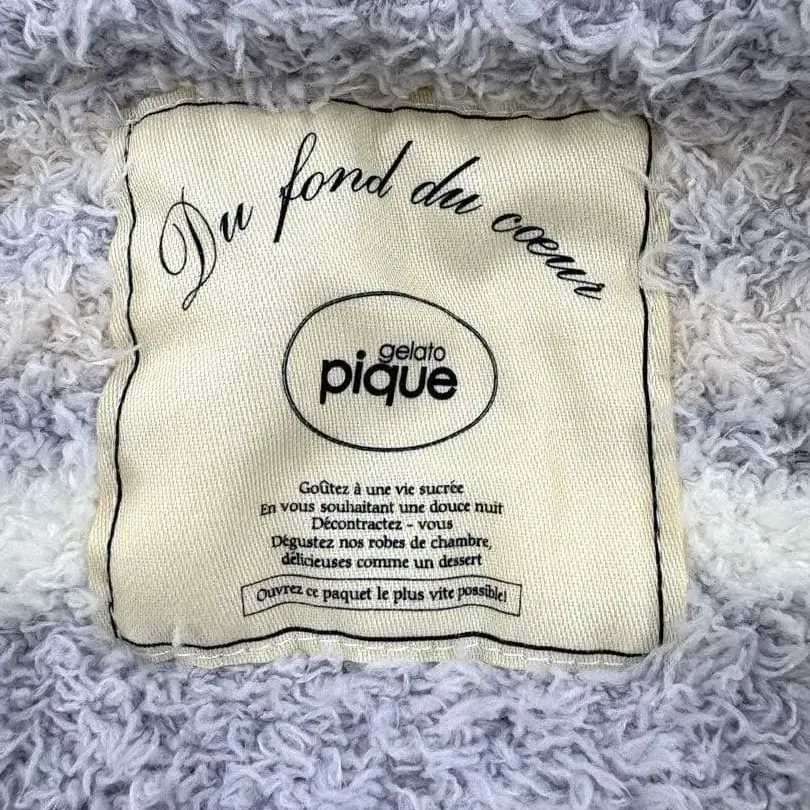 Du fond du cœur
gelato
pique
Goûtez à une vie sucrée
En vous souhaitant une douce nuit
Décontractez - vous
Dégustez nos robes de chambre,
délicieuses comme un dessert
Ouvrez ce paquet le plus vite possible!